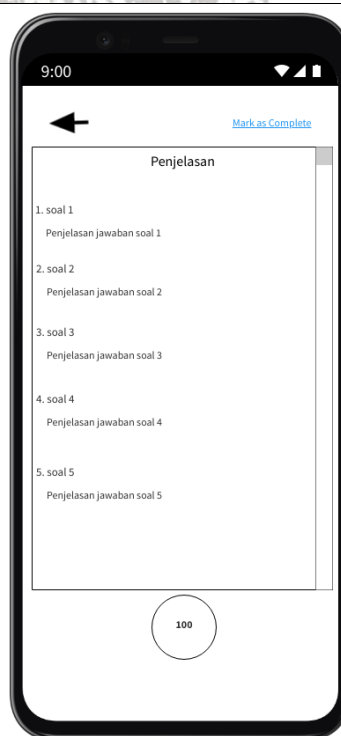 9:00
Mark as Complete
Penjelasan
1. soal 1
Penjelasan jawaban soal 1
2. soal 2
Penjelasan jawaban soal 2
3. soal 3
Penjelasan jawaban soal 3
4. soal 4
Penjelasan jawaban soal 4
5. soal 5
Penjelasan jawaban soal 5
100